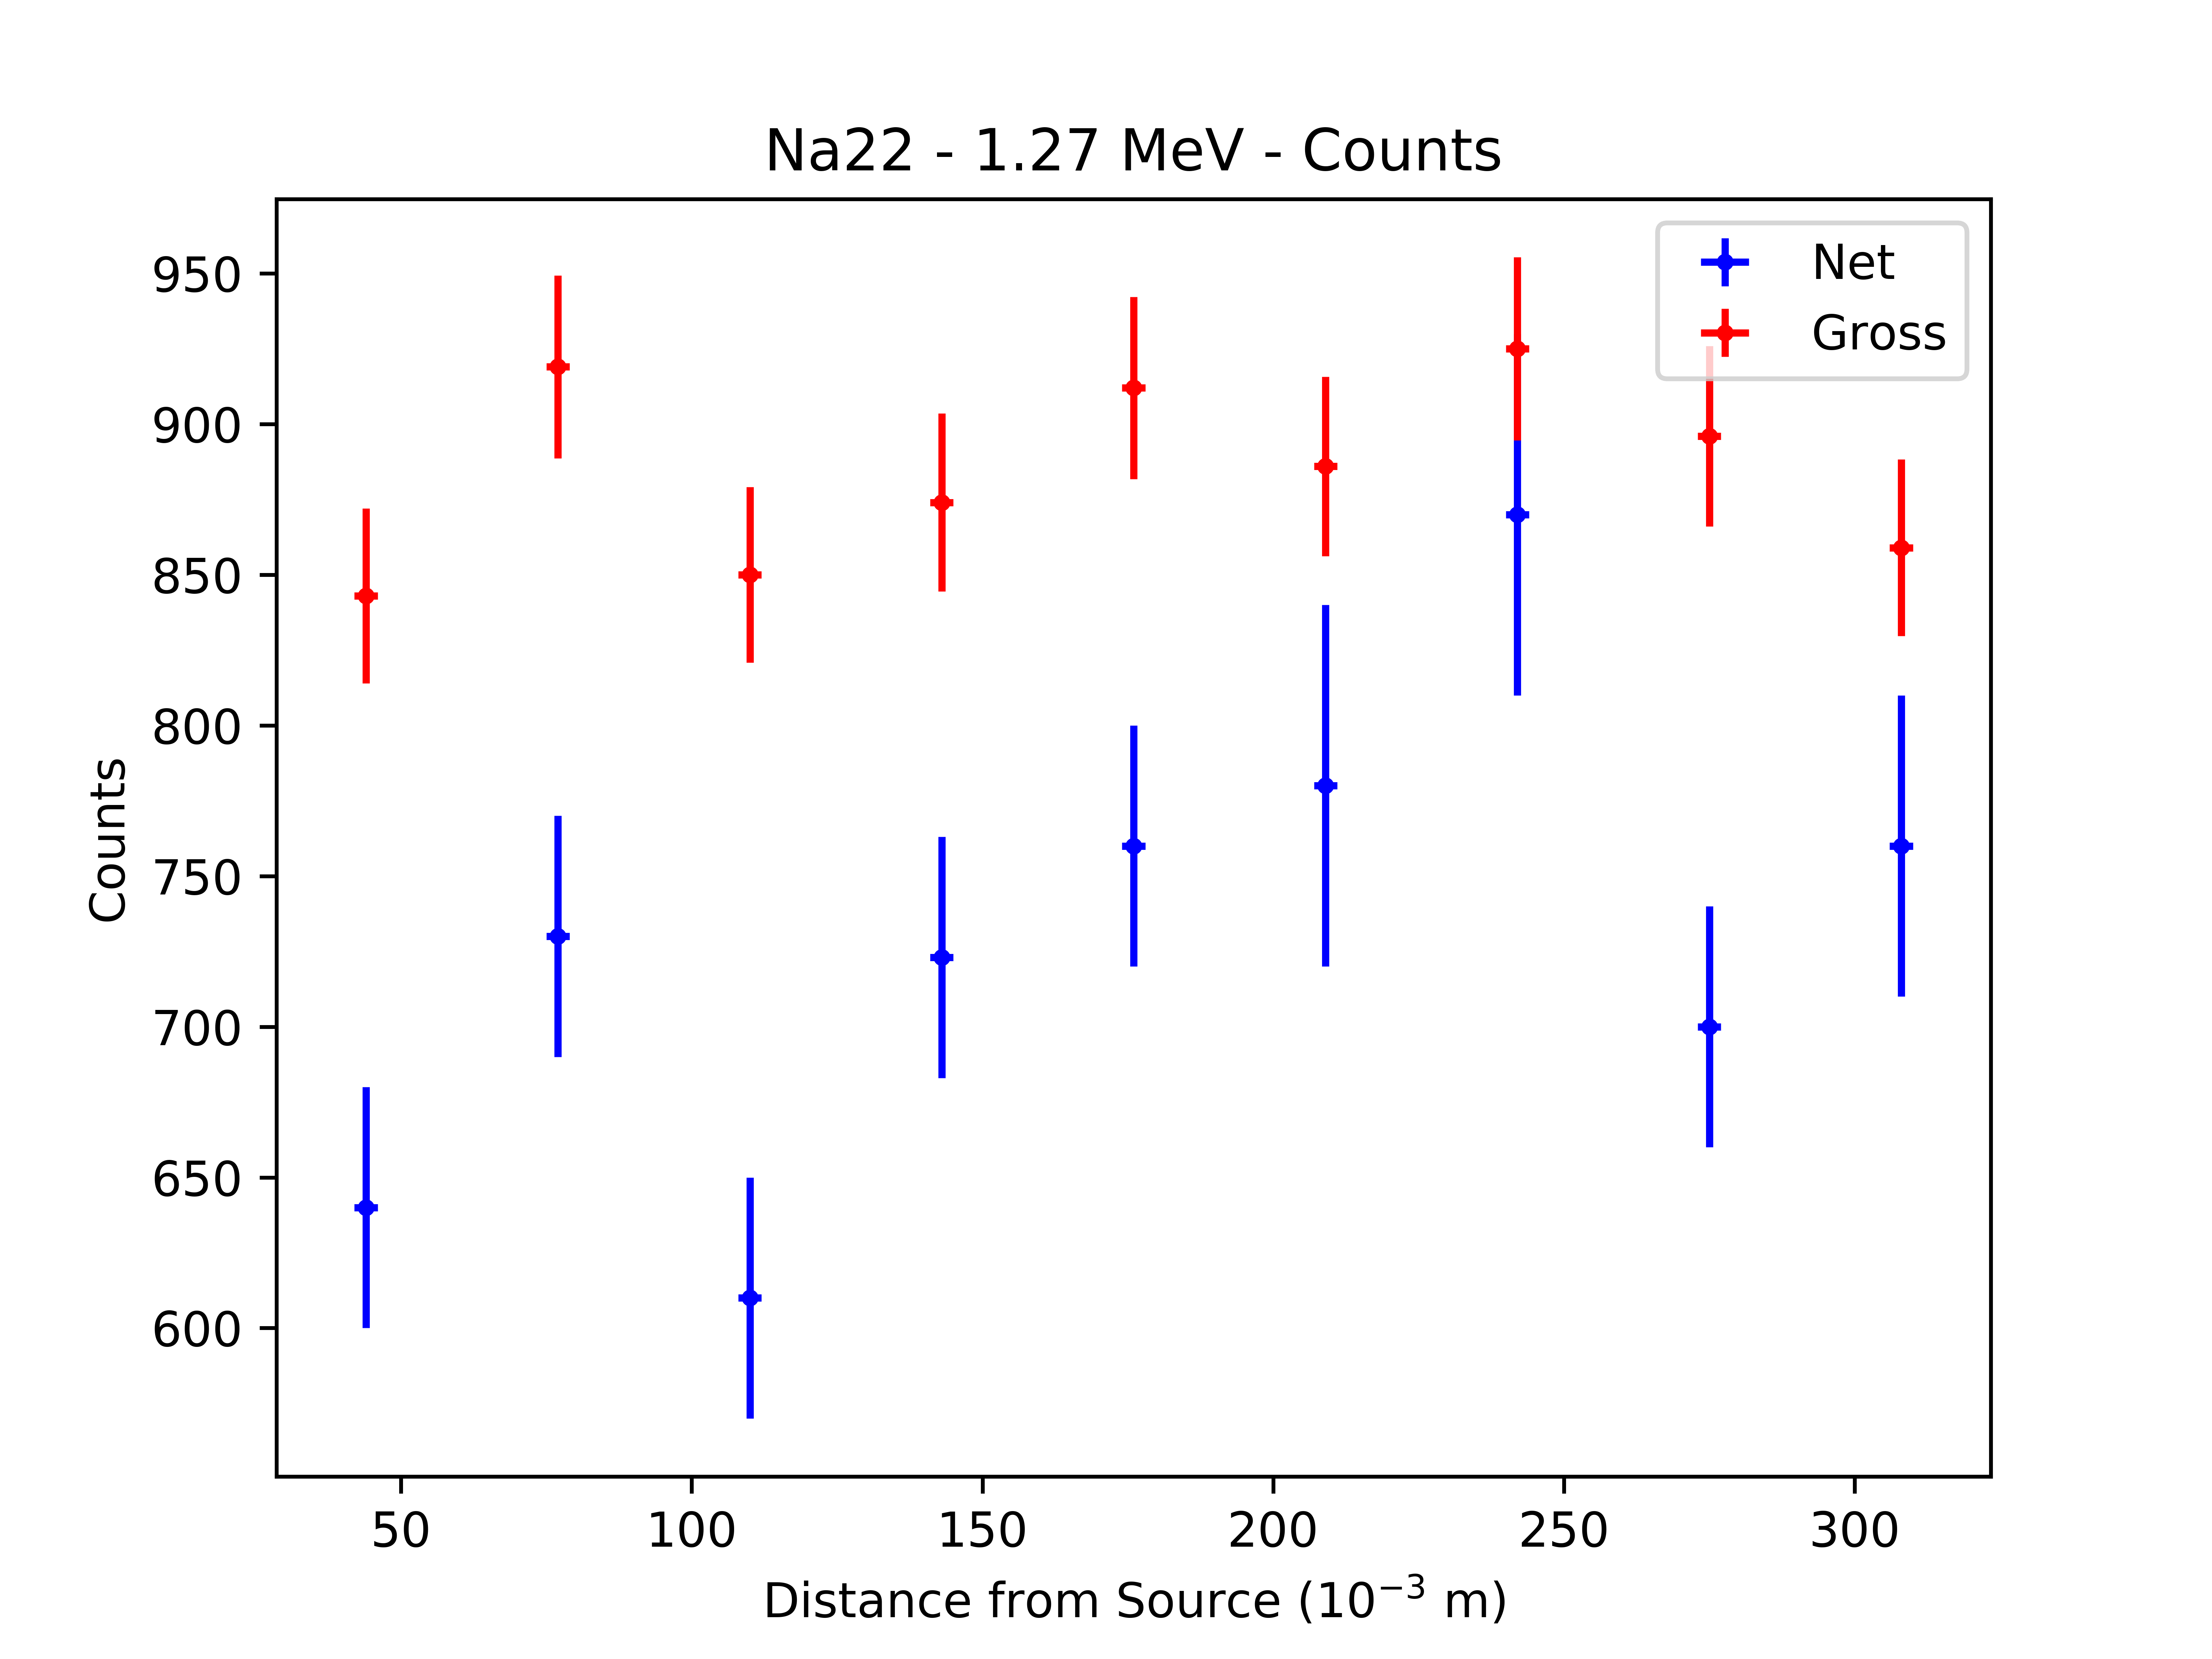 Na22 - 1.27 MeV - Counts
Net
Gross
950
900
850
800
750
700
650
600
Counts
50 100 150 200 250 300
Distance from Source (10⁻³ m)